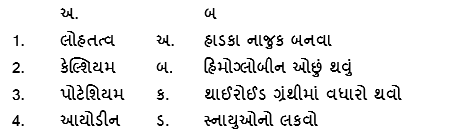 અ. બ
1. લોહતત્વ અ. હાડકા નાજુક બનવા
2. કેલ્શિયમ બ. હિમોગ્લોબીન ઓછું થવું
3. પોટેશિયમ ક. થાઈરોઈડ ગ્રંથીમાં વધારો થવો
4. આયોડીન ડ. સ્નાયુઓનો લકવો